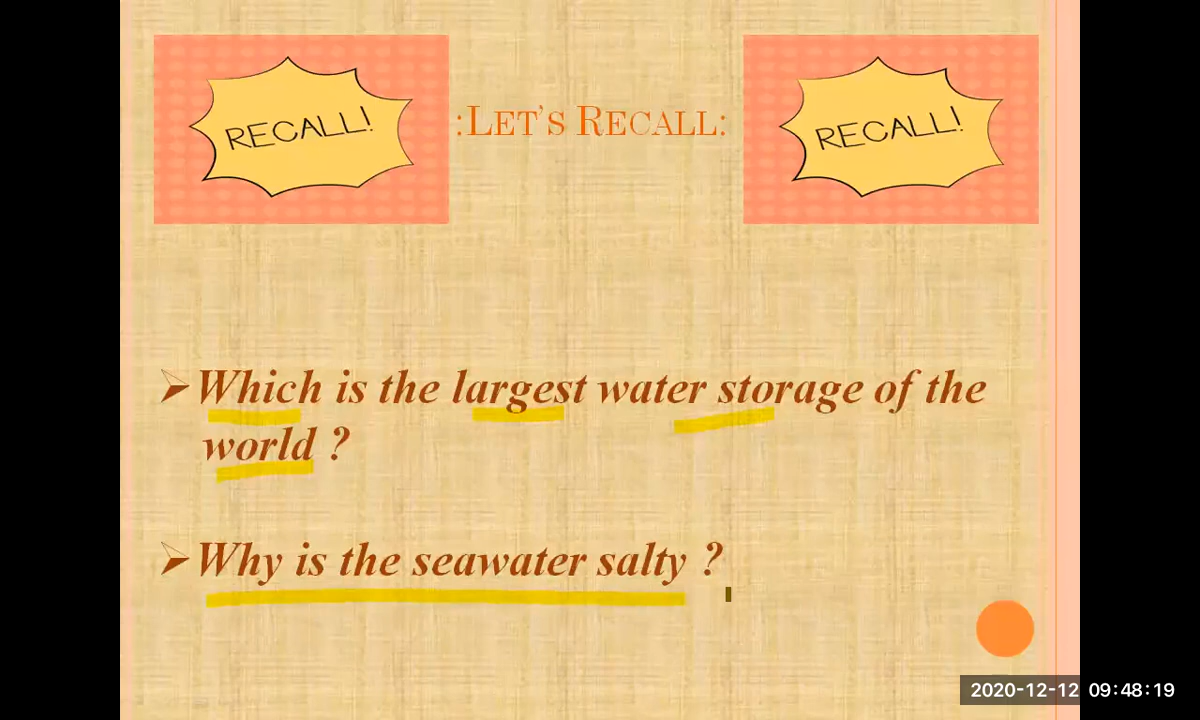 RECALL!
:LET'S RECALL:
RECALL!
Which is the largest water storage of the
world ?
Why is the seawater salty ?
2020-12-12 09:48:19